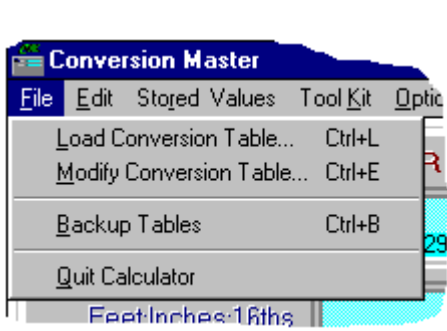 Conversion Master
File Edit Stored Values Tool Kit
Load Conversion Table... Ctrl+L
Modify Conversion Table... Ctrl+E
R
Backup Tables Ctrl+B
29
Quit Calculator
Feet:Inches:16ths